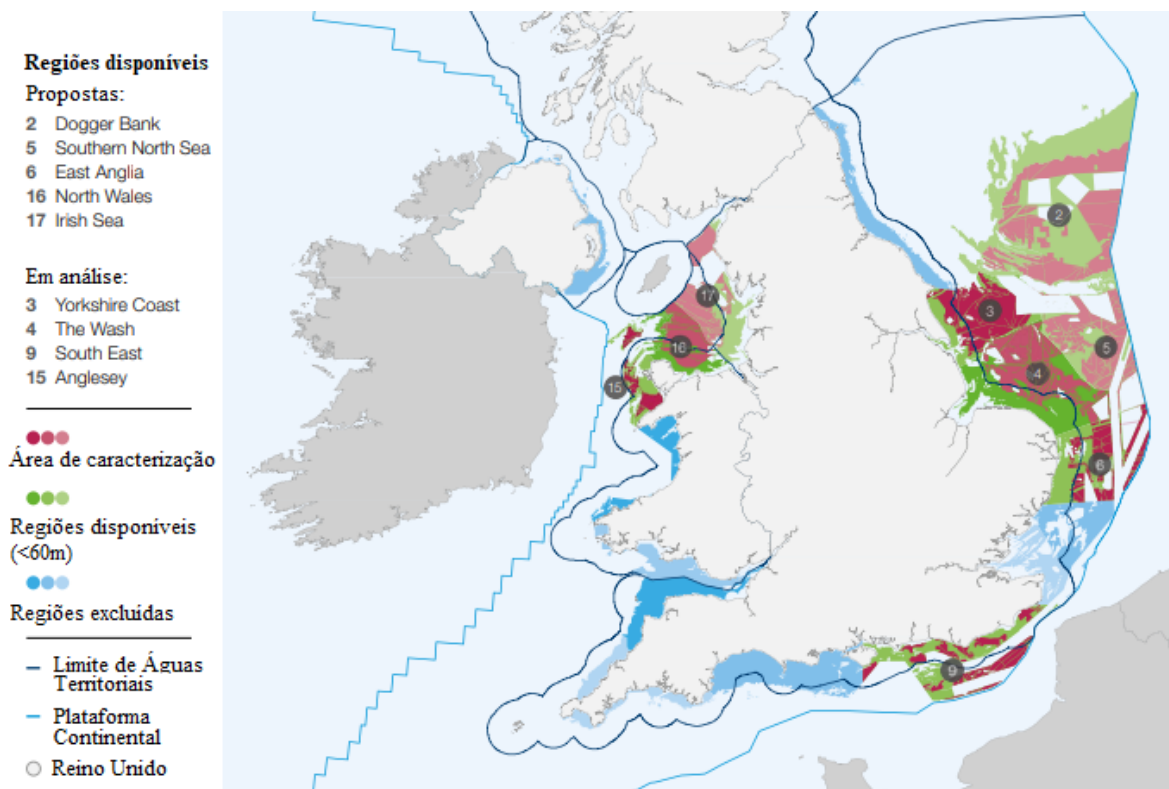 Regiões disponíveis
Propostas:
2 Dogger Bank
5 Southern North Sea
6 East Anglia
16 North Wales
17 Irish Sea
Em análise:
3 Yorkshire Coast
4 The Wash
9 South East
15 Anglesey
Área de caracterização
Regiões disponíveis
(<60m)
Regiões excluídas
Limite de Águas
Territoriais
Plataforma
Continental
Reino Unido
2
3
17
16
5
4
15
6
9